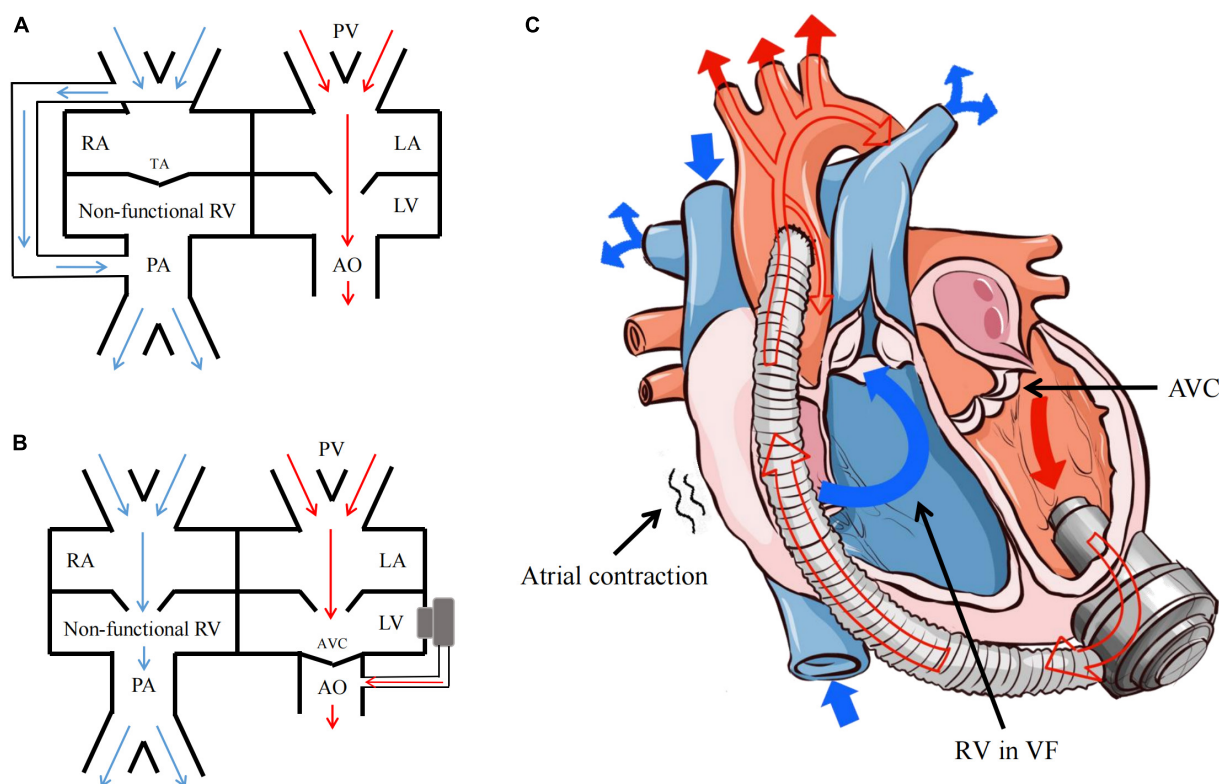 A
PV
RA
TA
LA
Non-functional RV
LV
PA
AO
B
PV
RA
LA
Non-functional RV
LV
AVC
PA
AO
C
AVC
Atrial contraction
RV in VF